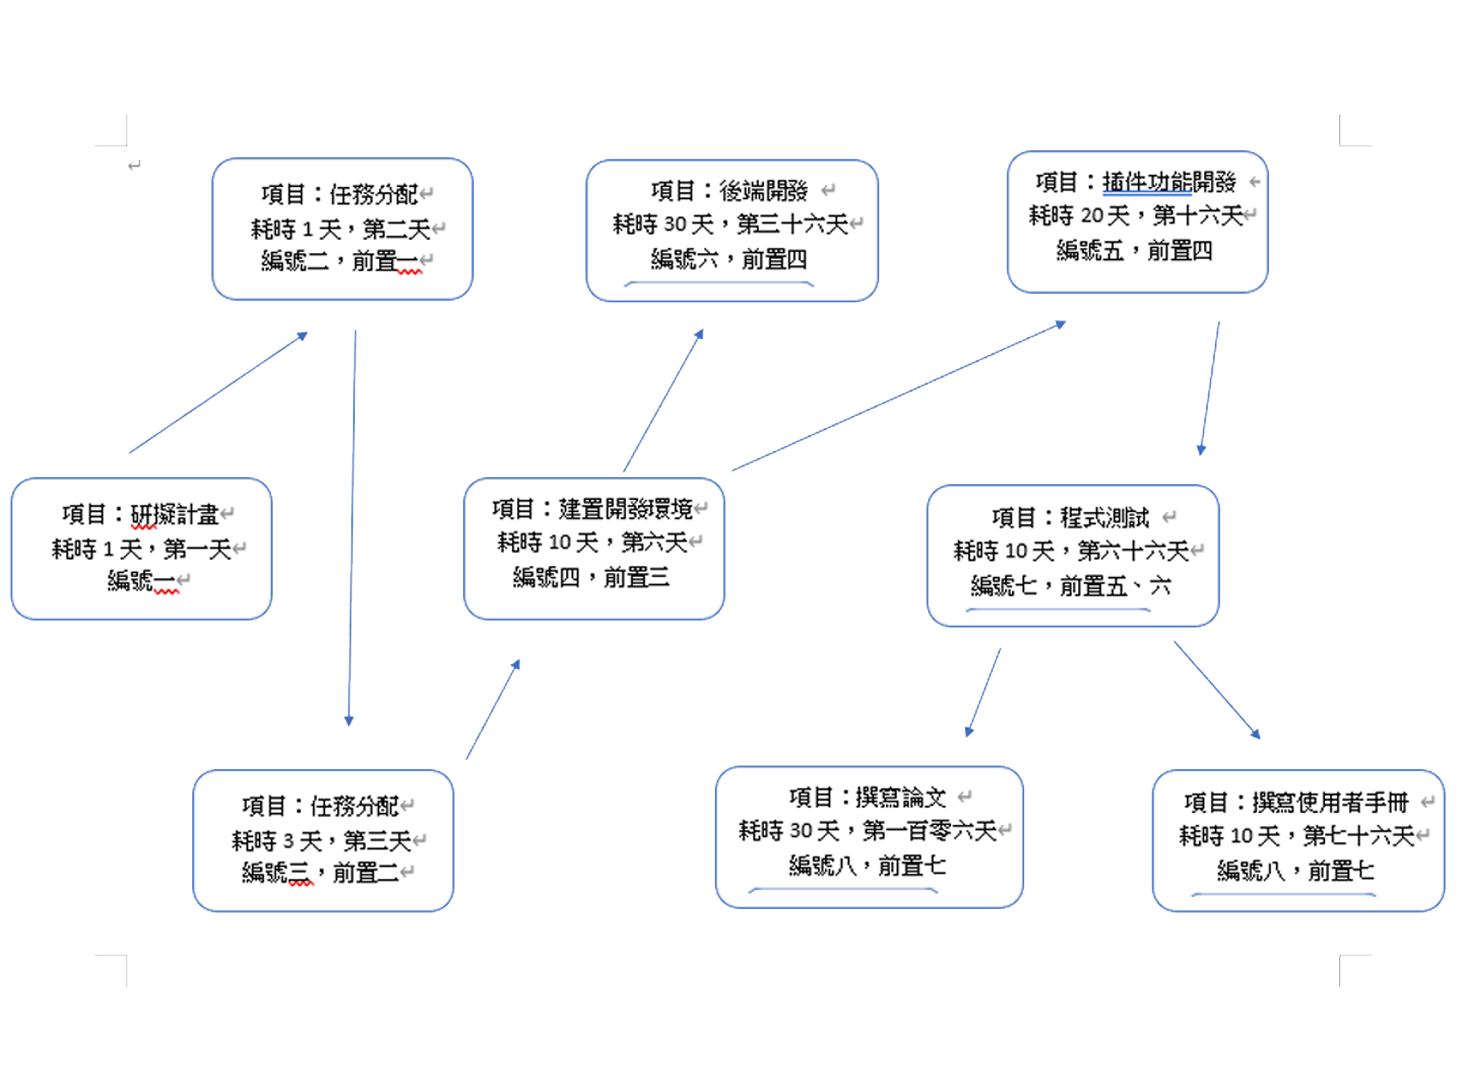 項目：任務分配
耗時 1 天，第二天
編號二，前置一
項目：後端開發
耗時 30 天，第三十六天
編號六，前置四
項目：插件功能開發
耗時 20 天，第十六天
編號五，前置四
項目：研擬計畫
耗時 1 天，第一天
編號一
項目：建置開發環境
耗時 10 天，第六天
編號四，前置三
項目：程式測試
耗時 10 天，第六十六天
編號七，前置五、六
項目：任務分配
耗時 3 天，第三天
編號三，前置二
項目：撰寫論文
耗時 30 天，第一百零六天
編號八，前置七
項目：撰寫使用者手冊
耗時 10 天，第七十六天
編號八，前置七